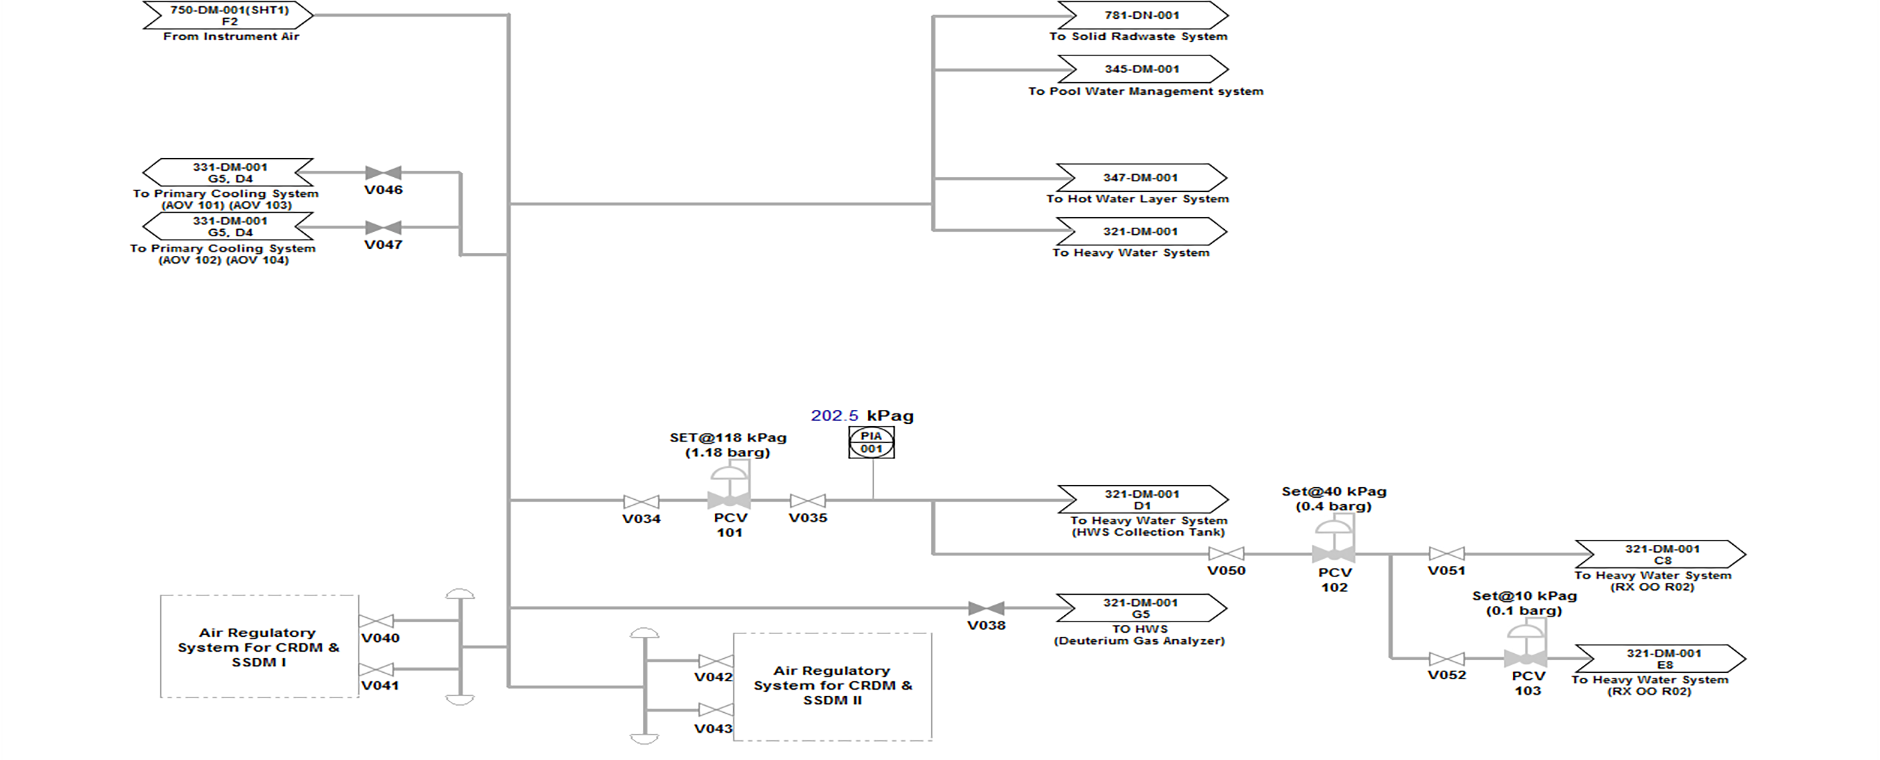 750-DM-001(SHT1)
F2
From Instrument Air
781-DN-001
To Solid Radwaste System
345-DM-001
To Pool Water Management system
331-DM-001
G5, D4
To Primary Cooling System
(AOV 101) (AOV 103)
V046
331-DM-001
G5, D4
To Primary Cooling System
(AOV 102) (AOV 104)
V047
347-DM-001
To Hot Water Layer System
321-DM-001
To Heavy Water System
202.5 kPag
PIA
001
SET@118 kPag
(1.18 barg)
V034
PCV
101
V035
321-DM-001
D1
To Heavy Water System
(HWS Collection Tank)
Set@40 kPag
(0.4 barg)
V050
PCV
102
V051
321-DM-001
C8
To Heavy Water System
(RX OO R02)
V038
321-DM-001
G5
TO HWS
(Deuterium Gas Analyzer)
Set@10 kPag
(0.1 barg)
V052
PCV
103
321-DM-001
E8
To Heavy Water System
(RX OO R02)
Air Regulatory
System For CRDM &
SSDM I
V040
V041
V042
V043
Air Regulatory
System for CRDM &
SSDM II